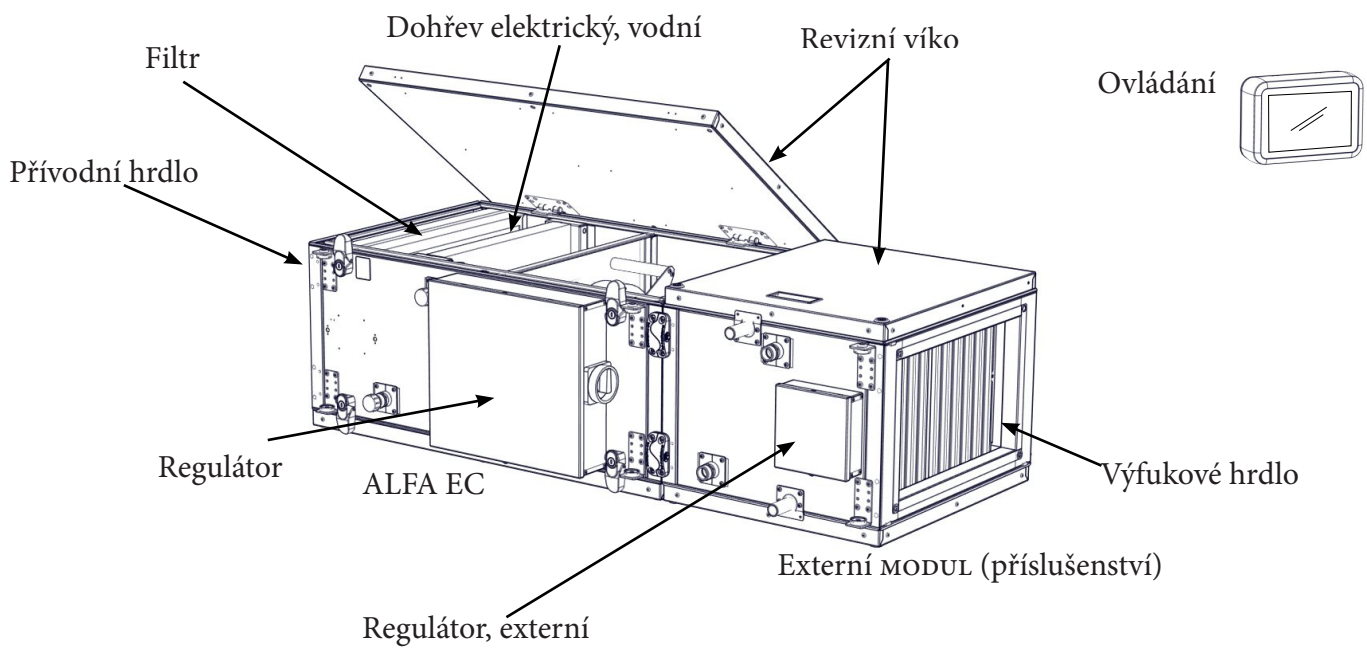 Dohřev elektrický, vodní
Revizní víko
Filtr
Ovládání
Přívodní hrdlo
Regulátor
ALFA EC
Výfukové hrdlo
Externí MODUL (příslušenství)
Regulátor, externí